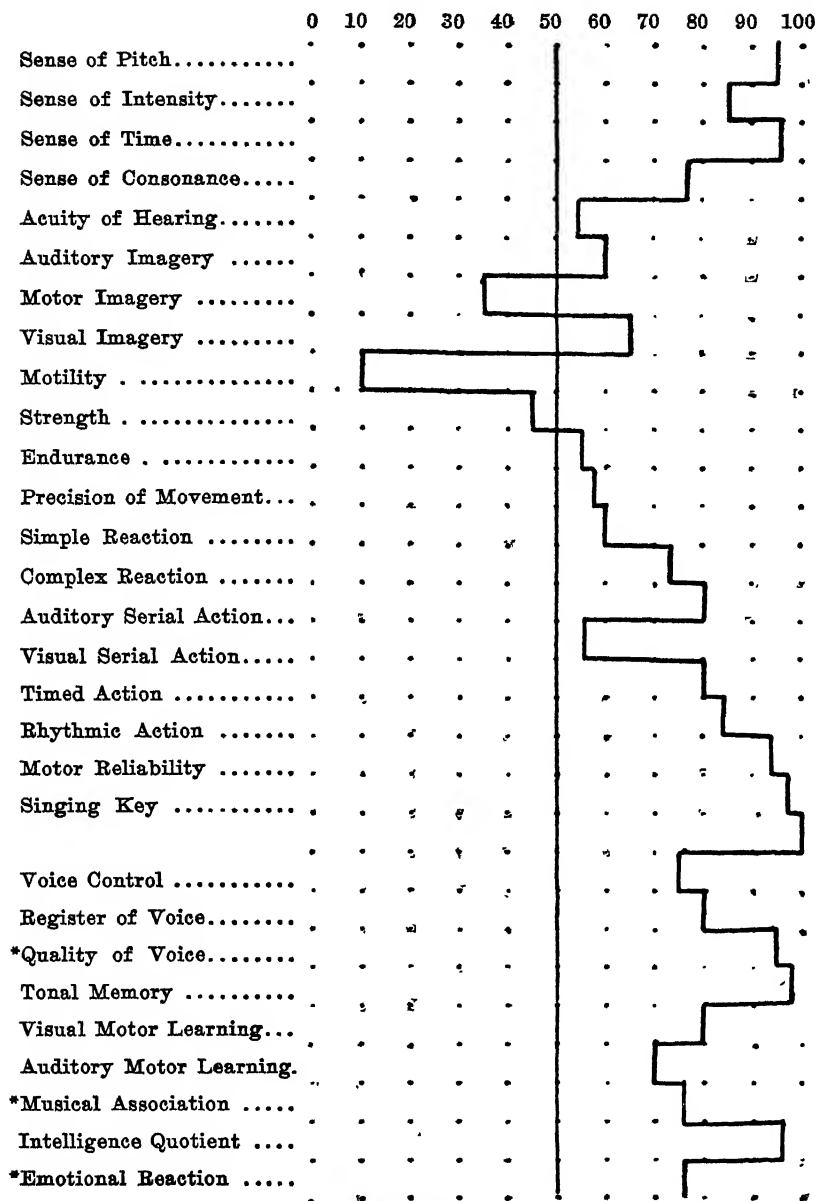 0 10 20 30 40 50 60 70 80 90 100
Sense of Pitch...........
Sense of Intensity.......
Sense of Time...........
Sense of Consonance.....
Acuity of Hearing.......
Auditory Imagery ......
Motor Imagery .........
Visual Imagery ........
Motility . ..............
Strength . ..............
Endurance . ............
Precision of Movement...
Simple Reaction ........
Complex Reaction .......
Auditory Serial Action...
Visual Serial Action.....
Timed Action ...........
Rhythmic Action .......
Motor Reliability .......
Singing Key ...........
Voice Control ...........
Register of Voice........
*Quality of Voice........
Tonal Memory ..........
Visual Motor Learning...
Auditory Motor Learning.
*Musical Association .....
Intelligence Quotient ....
*Emotional Reaction .....